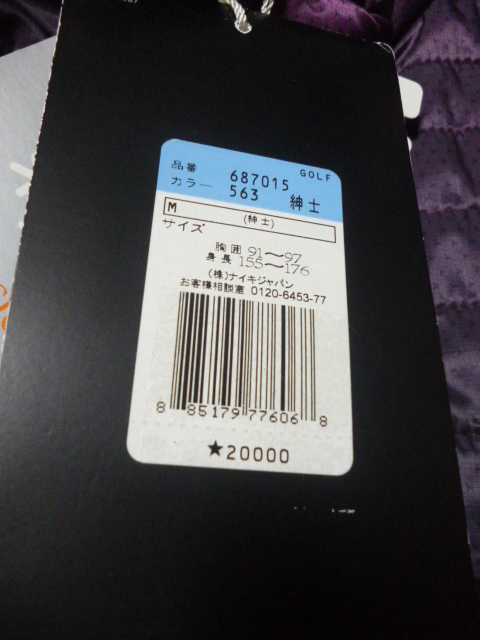 GOLF
品番 687015
カラー 563 紳士
M (紳士)
サイズ
胸囲 91〜97
身長 155〜176
(株)ナイキジャパン
お客様相談室 0120-6453-77
8 85179 77606 8
★20000